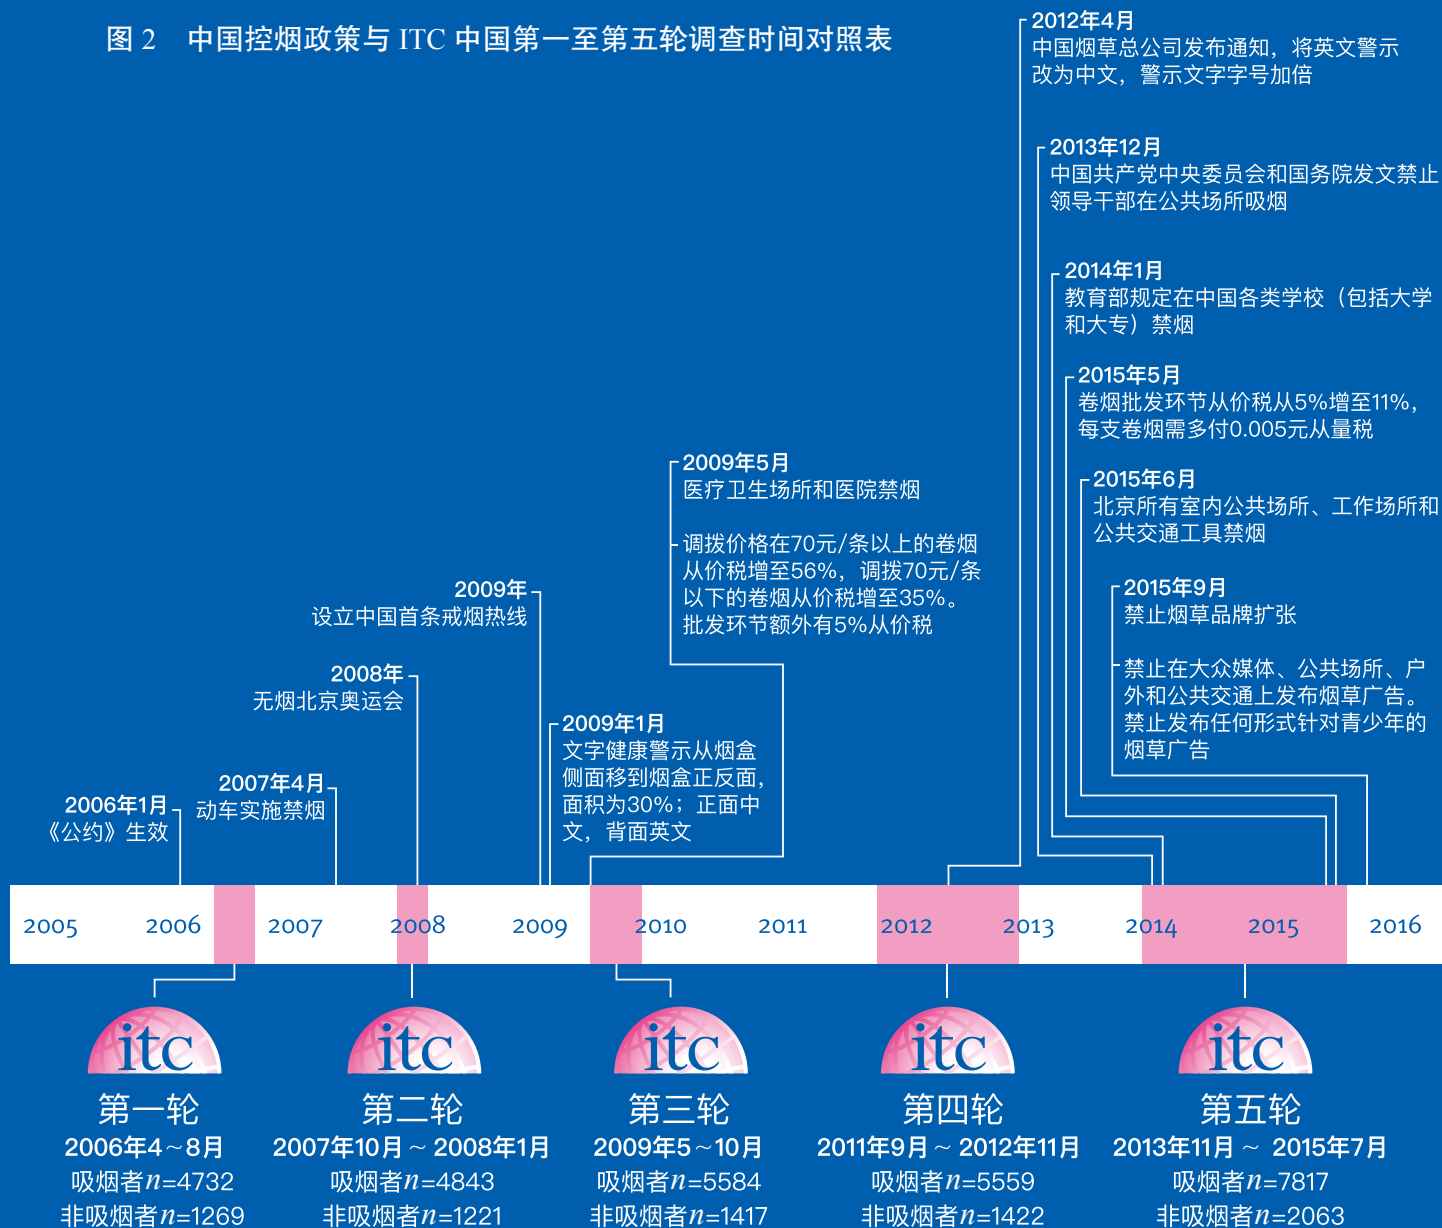 图 2 中国控烟政策与 ITC 中国第一至第五轮调查时间对照表
2012年4月
中国烟草总公司发布通知，将英文警示
改为中文，警示文字字号加倍
2013年12月
中国共产党中央委员会和国务院发文禁止
领导干部在公共场所吸烟
2014年1月
教育部规定在中国各类学校（包括大学
和大专）禁烟
2015年5月
卷烟批发环节从价税从5%增至11%，
每支卷烟需多付0.005元从量税
2015年6月
北京所有室内公共场所、工作场所和
公共交通工具禁烟
2015年9月
禁止烟草品牌扩张
禁止在大众媒体、公共场所、户
外和公共交通上发布烟草广告。
禁止发布任何形式针对青少年的
烟草广告
2009年5月
医疗卫生场所和医院禁烟
调拨价格在70元/条以上的卷烟
从价税增至56%，调拨70元/条
以下的卷烟从价税增至35%。
批发环节额外有5%从价税
2009年
设立中国首条戒烟热线
2008年
无烟北京奥运会
2009年1月
文字健康警示从烟盒
侧面移到烟盒正反面，
面积为30%；正面中
文，背面英文
2007年4月
动车实施禁烟
2006年1月
《公约》生效
2005 2006 2007 2008 2009 2010 2011 2012 2013 2014 2015 2016
itc
第一轮
2006年4~8月
吸烟者n=4732
非吸烟者n=1269
itc
第二轮
2007年10月 ~ 2008年1月
吸烟者n=4843
非吸烟者n=1221
itc
第三轮
2009年5~10月
吸烟者n=5584
非吸烟者n=1417
itc
第四轮
2011年9月 ~ 2012年11月
吸烟者n=5559
非吸烟者n=1422
itc
第五轮
2013年11月 ~ 2015年7月
吸烟者n=7817
非吸烟者n=2063